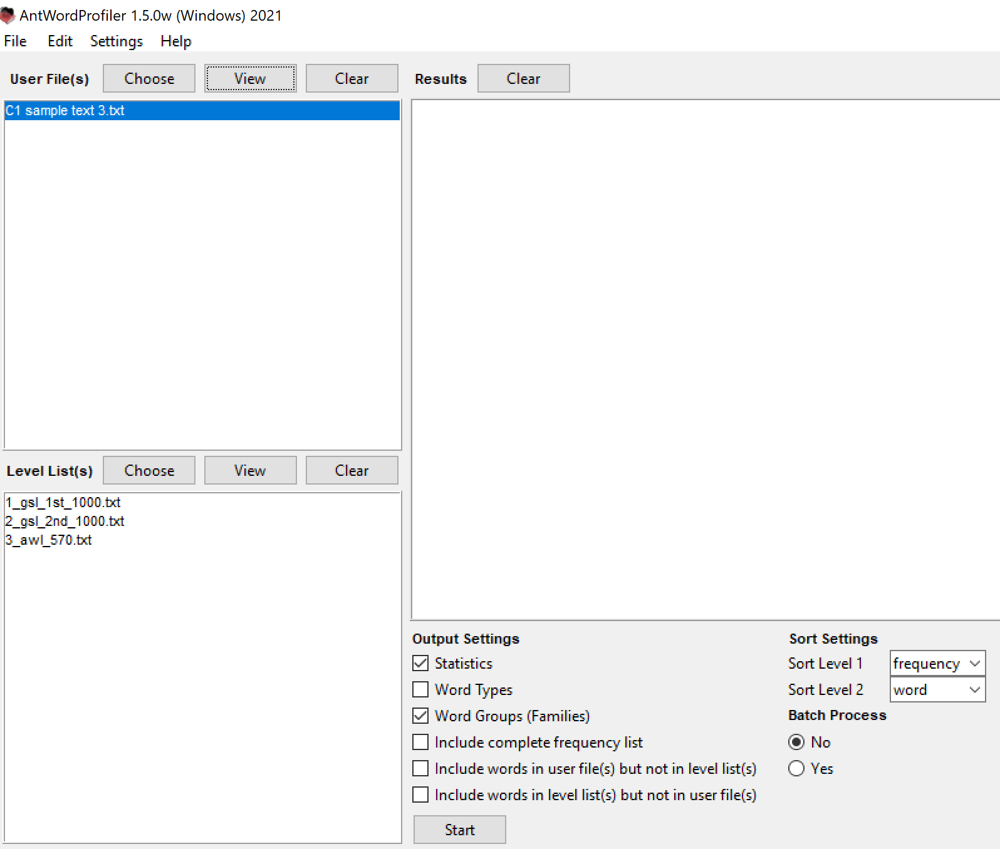 AntWordProfiler 1.5.0w (Windows) 2021
File Edit Settings Help
User File(s) Choose View Clear
C1 sample text 3.txt
Level List(s) Choose View Clear
1_gsl_1st_1000.txt
2_gsl_2nd_1000.txt
3_awl_570.txt
Results Clear
Output Settings
Statistics
Word Types
Word Groups (Families)
Include complete frequency list
Include words in user file(s) but not in level list(s)
Include words in level list(s) but not in user file(s)
Start
Sort Settings
Sort Level 1 frequency
Sort Level 2 word
Batch Process
No
Yes